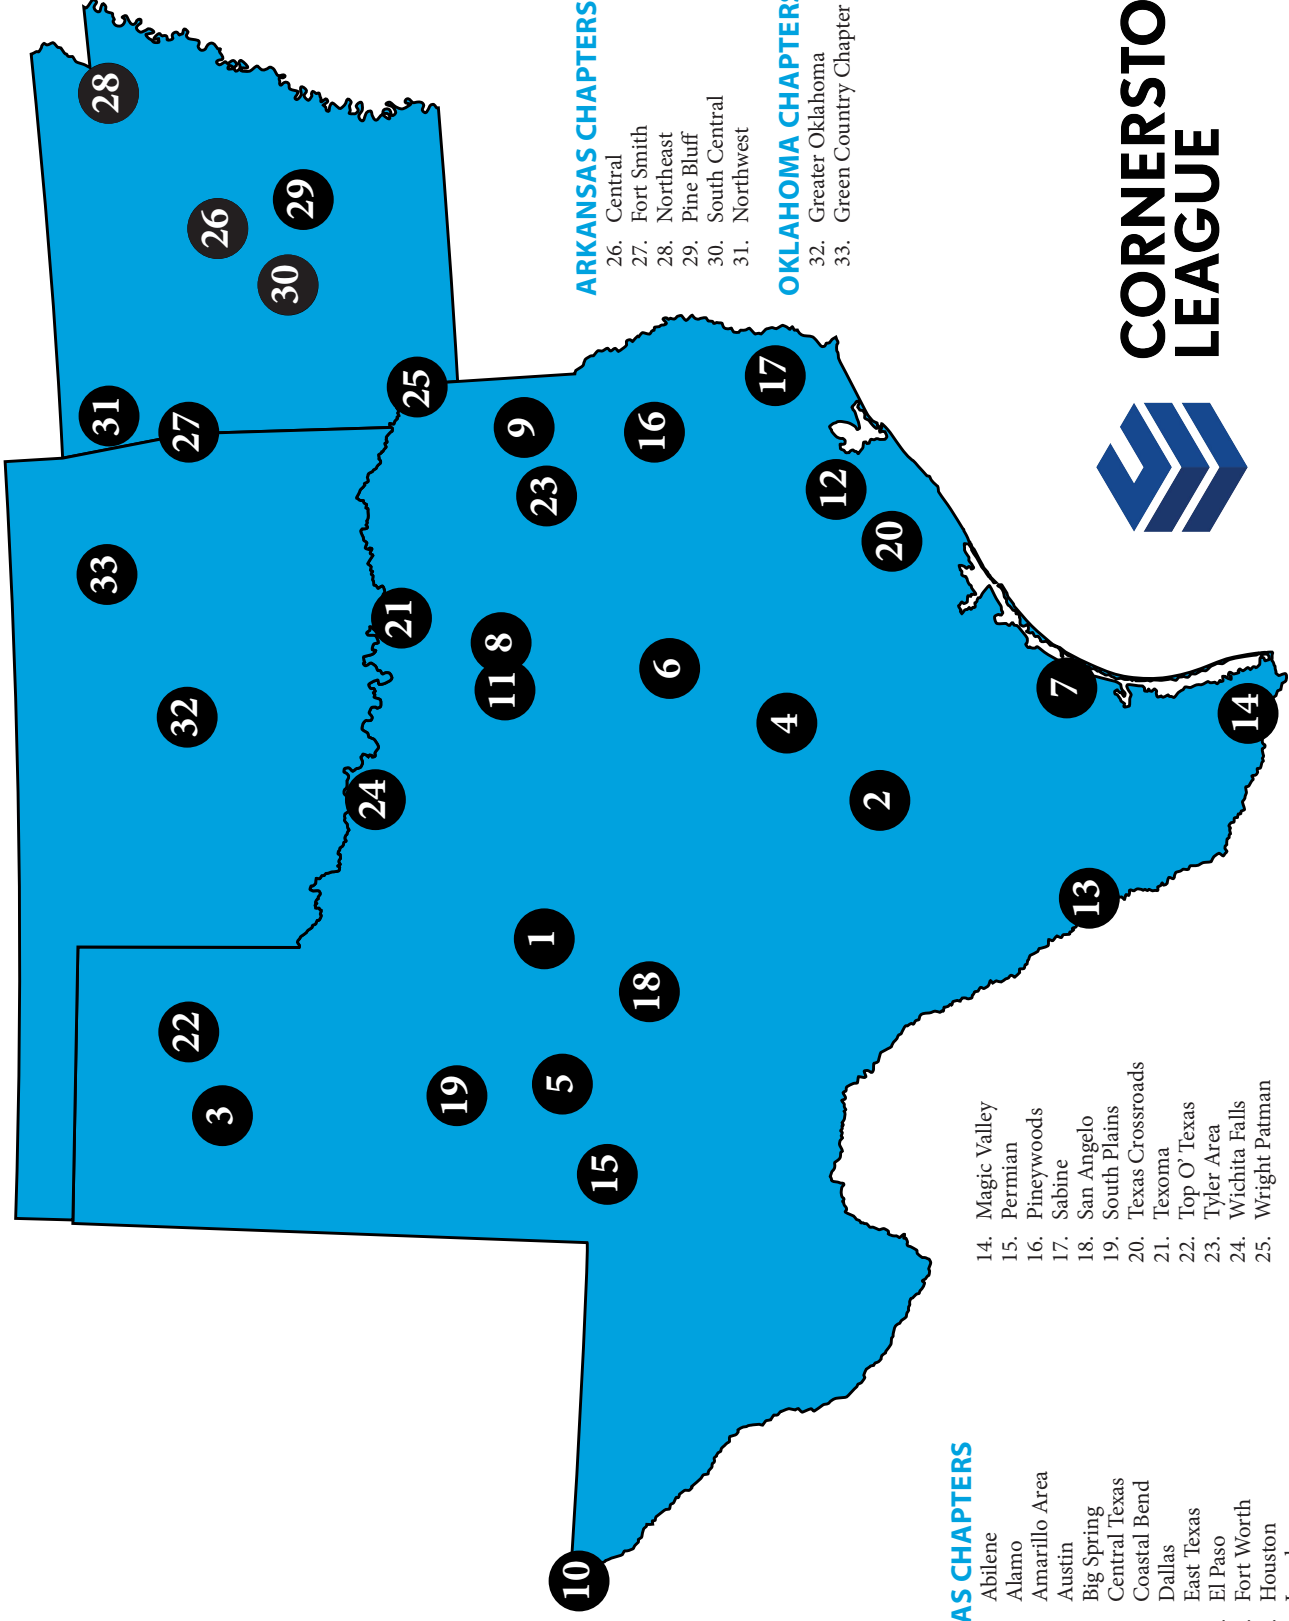 28
26
29
30
31
27
25
33
32
21
24
9
23
16
17
12
20
8
11
6
4
2
7
14
13
1
18
22
3
19
5
15
10
ARKANSAS CHAPTERS
26. Central
27. Fort Smith
28. Northeast
29. Pine Bluff
30. South Central
31. Northwest
OKLAHOMA CHAPTERS
32. Greater Oklahoma
33. Green Country Chapter
AS CHAPTERS
Abilene
Alamo
Amarillo Area
Austin
Big Spring
Central Texas
Coastal Bend
Dallas
East Texas
El Paso
Fort Worth
Houston
14. Magic Valley
15. Permian
16. Pineywoods
17. Sabine
18. San Angelo
19. South Plains
20. Texas Crossroads
21. Texoma
22. Top O' Texas
23. Tyler Area
24. Wichita Falls
25. Wright Patman
CORNERSTO
LEAGUE